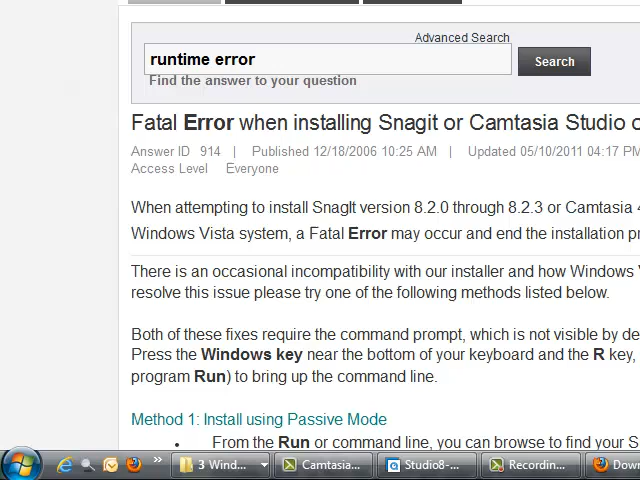 Advanced Search
runtime error
Search
Find the answer to your question
Fatal Error when installing Snagit or Camtasia Studio o
Answer ID 914 | Published 12/18/2006 10:25 AM | Updated 05/10/2011 04:17 PM
Access Level Everyone
When attempting to install SnagIt version 8.2.0 through 8.2.3 or Camtasia 4
Windows Vista system, a Fatal Error may occur and end the installation pr
There is an occasional incompatibility with our installer and how Windows V
resolve this issue please try one of the following methods listed below.
Both of these fixes require the command prompt, which is not visible by de
Press the Windows key near the bottom of your keyboard and the R key,
program Run) to bring up the command line.
Method 1: Install using Passive Mode
• From the Run or command line, you can browse to find your S
» 3 Wind... Camtasia... Studio8-... Recordin... Down